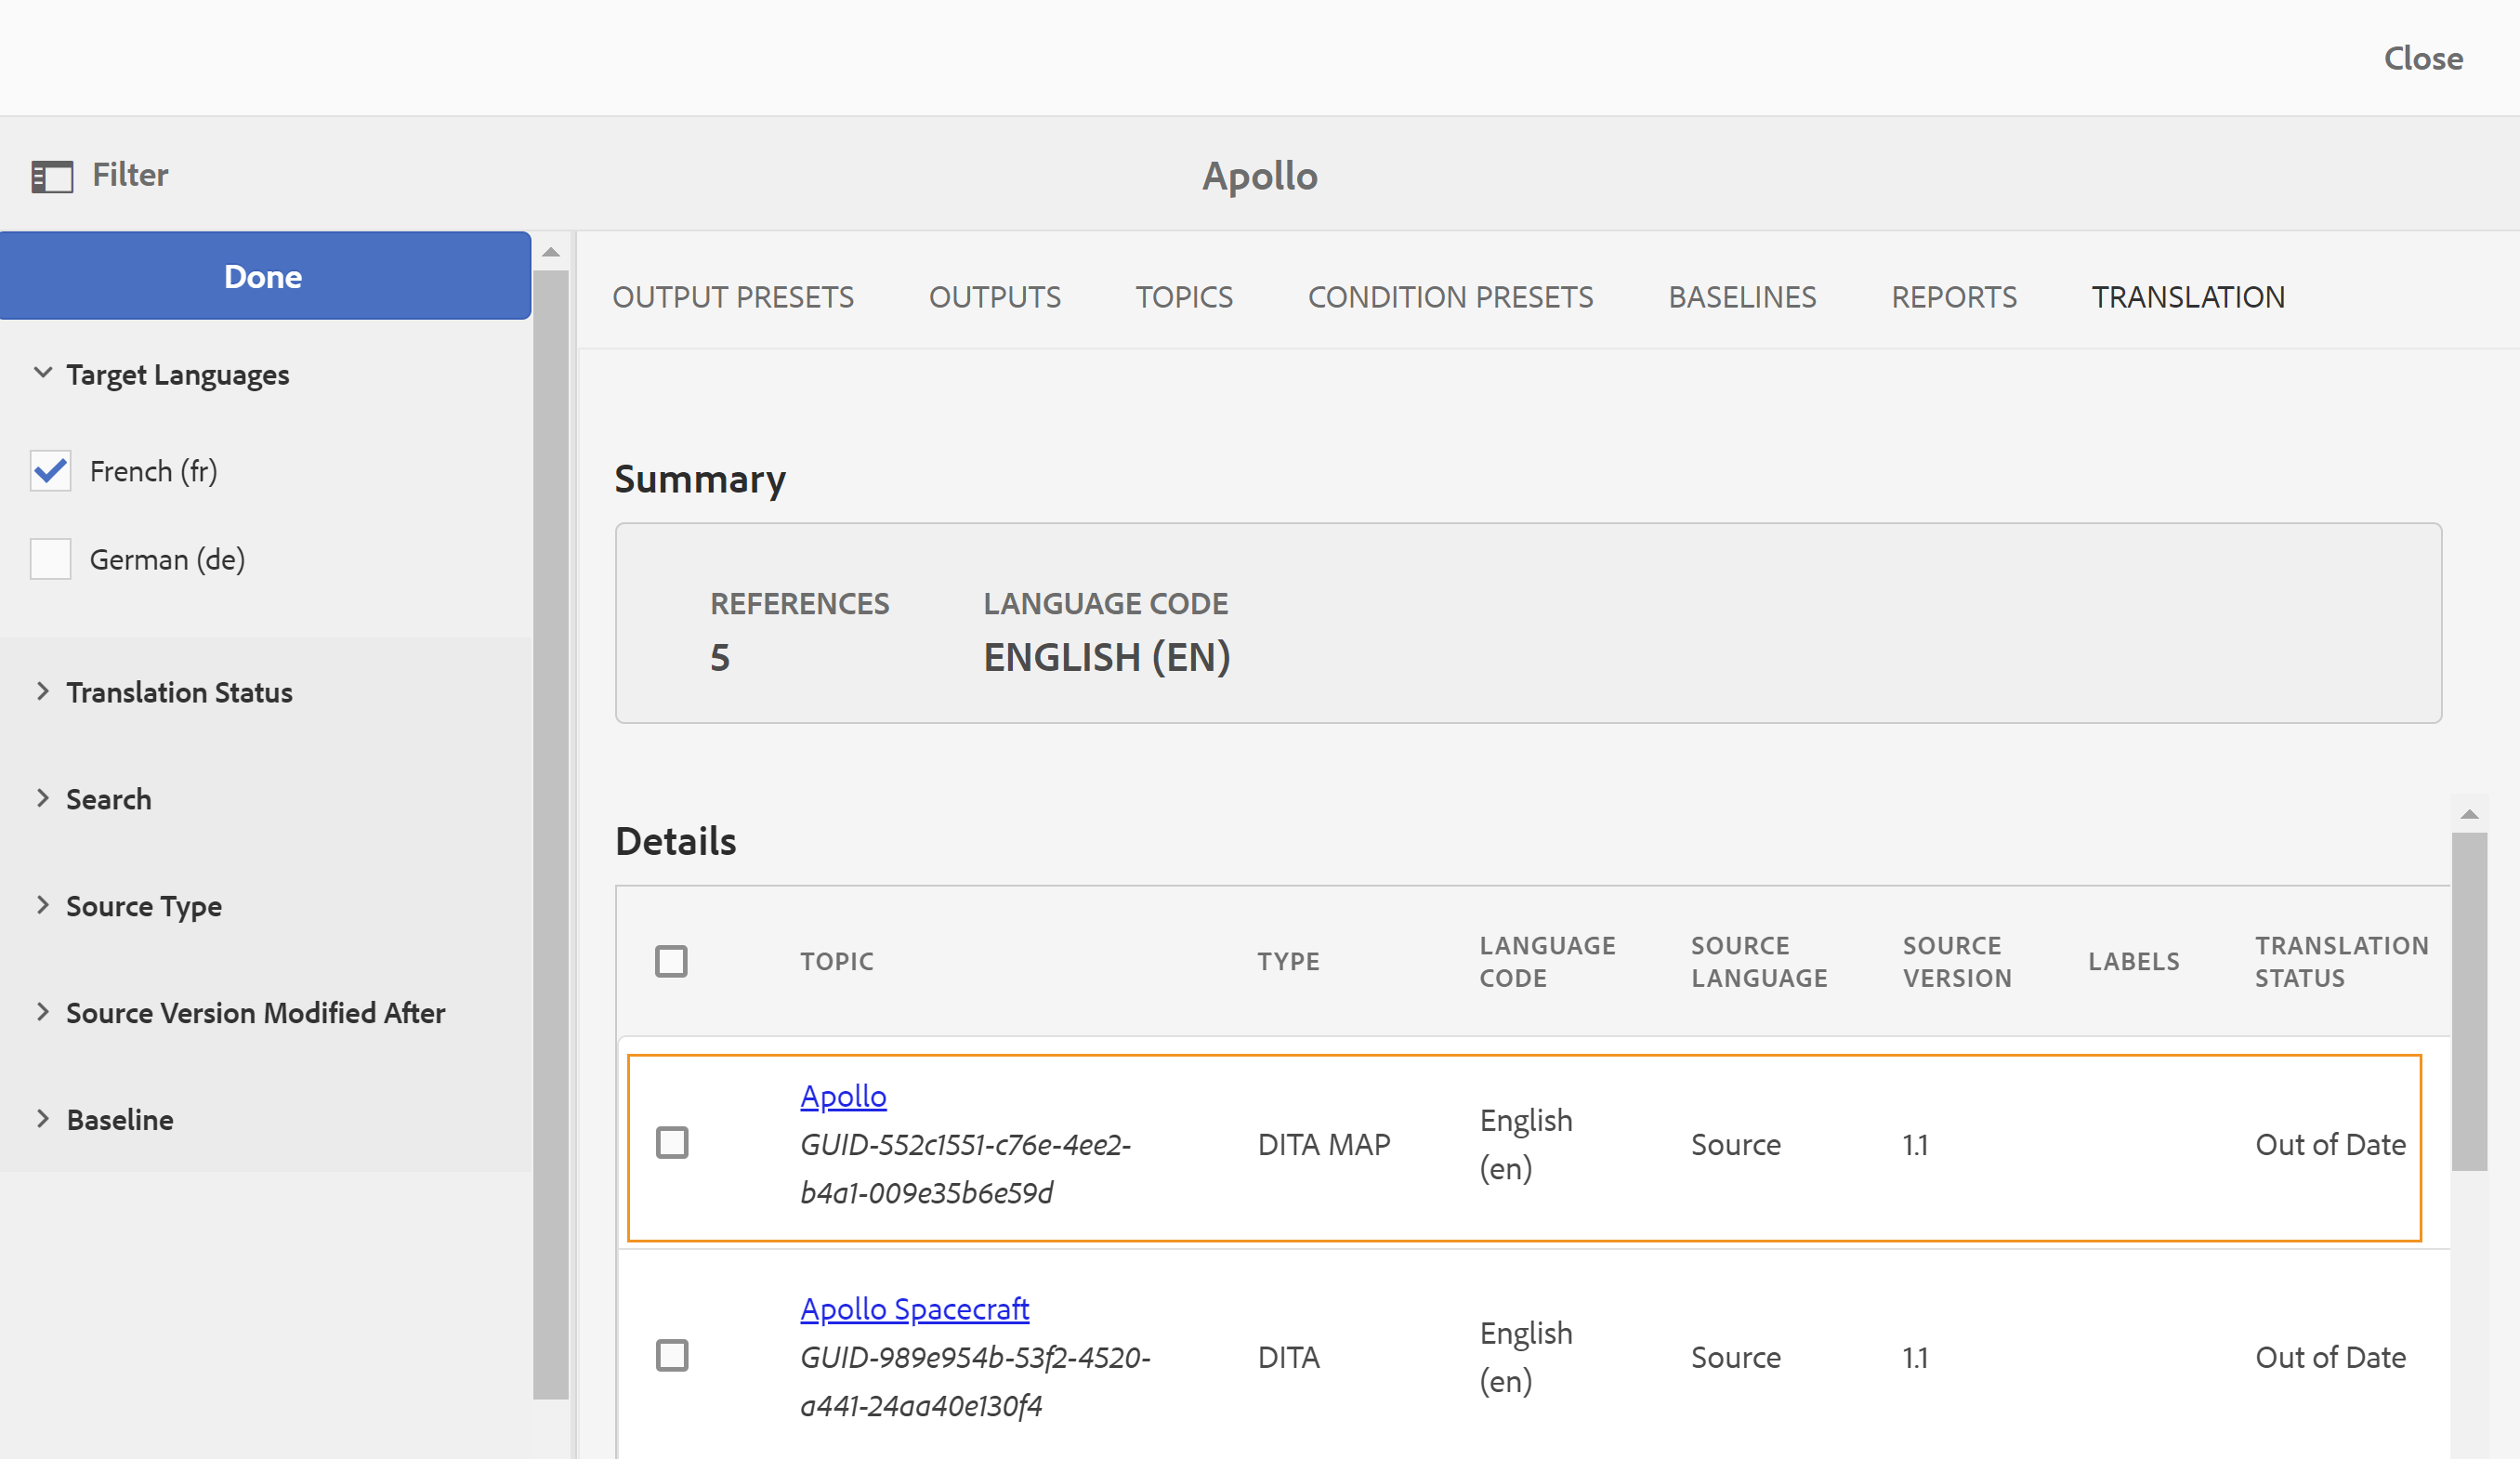 Close
Filter
Apollo
Done
Target Languages
French (fr)
German (de)
Translation Status
Search
Source Type
Source Version Modified After
Baseline
OUTPUT PRESETS OUTPUTS TOPICS CONDITION PRESETS BASELINES REPORTS TRANSLATION
Summary
REFERENCES LANGUAGE CODE
5 ENGLISH (EN)
Details
TOPIC TYPE LANGUAGE CODE SOURCE LANGUAGE SOURCE VERSION LABELS TRANSLATION STATUS
Apollo
GUID-552c1551-c76e-4ee2-
b4a1-009e35b6e59d
DITA MAP
English
(en)
Source
1.1
Out of Date
Apollo Spacecraft
GUID-989e954b-53f2-4520-
a441-24aa40e130f4
DITA
English
(en)
Source
1.1
Out of Date